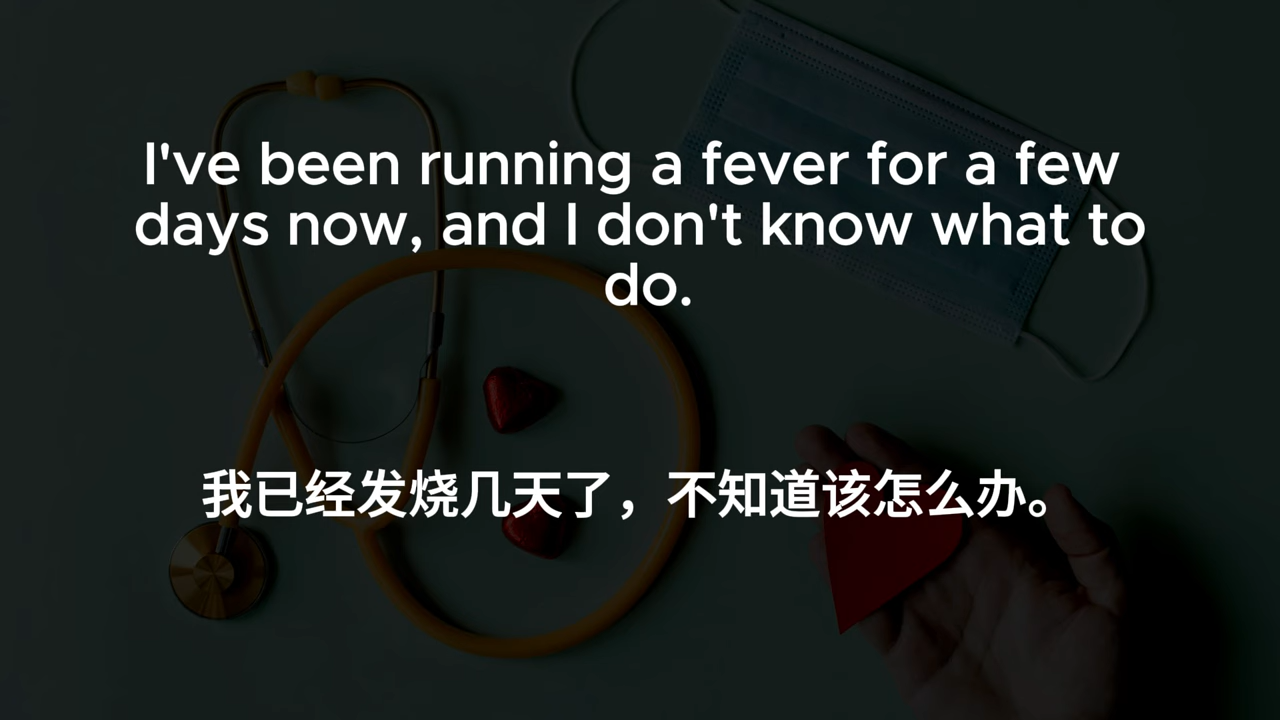 I've been running a fever for a few
days now, and I don't know what to
do.
我已经发烧几天了，不知道该怎么办。